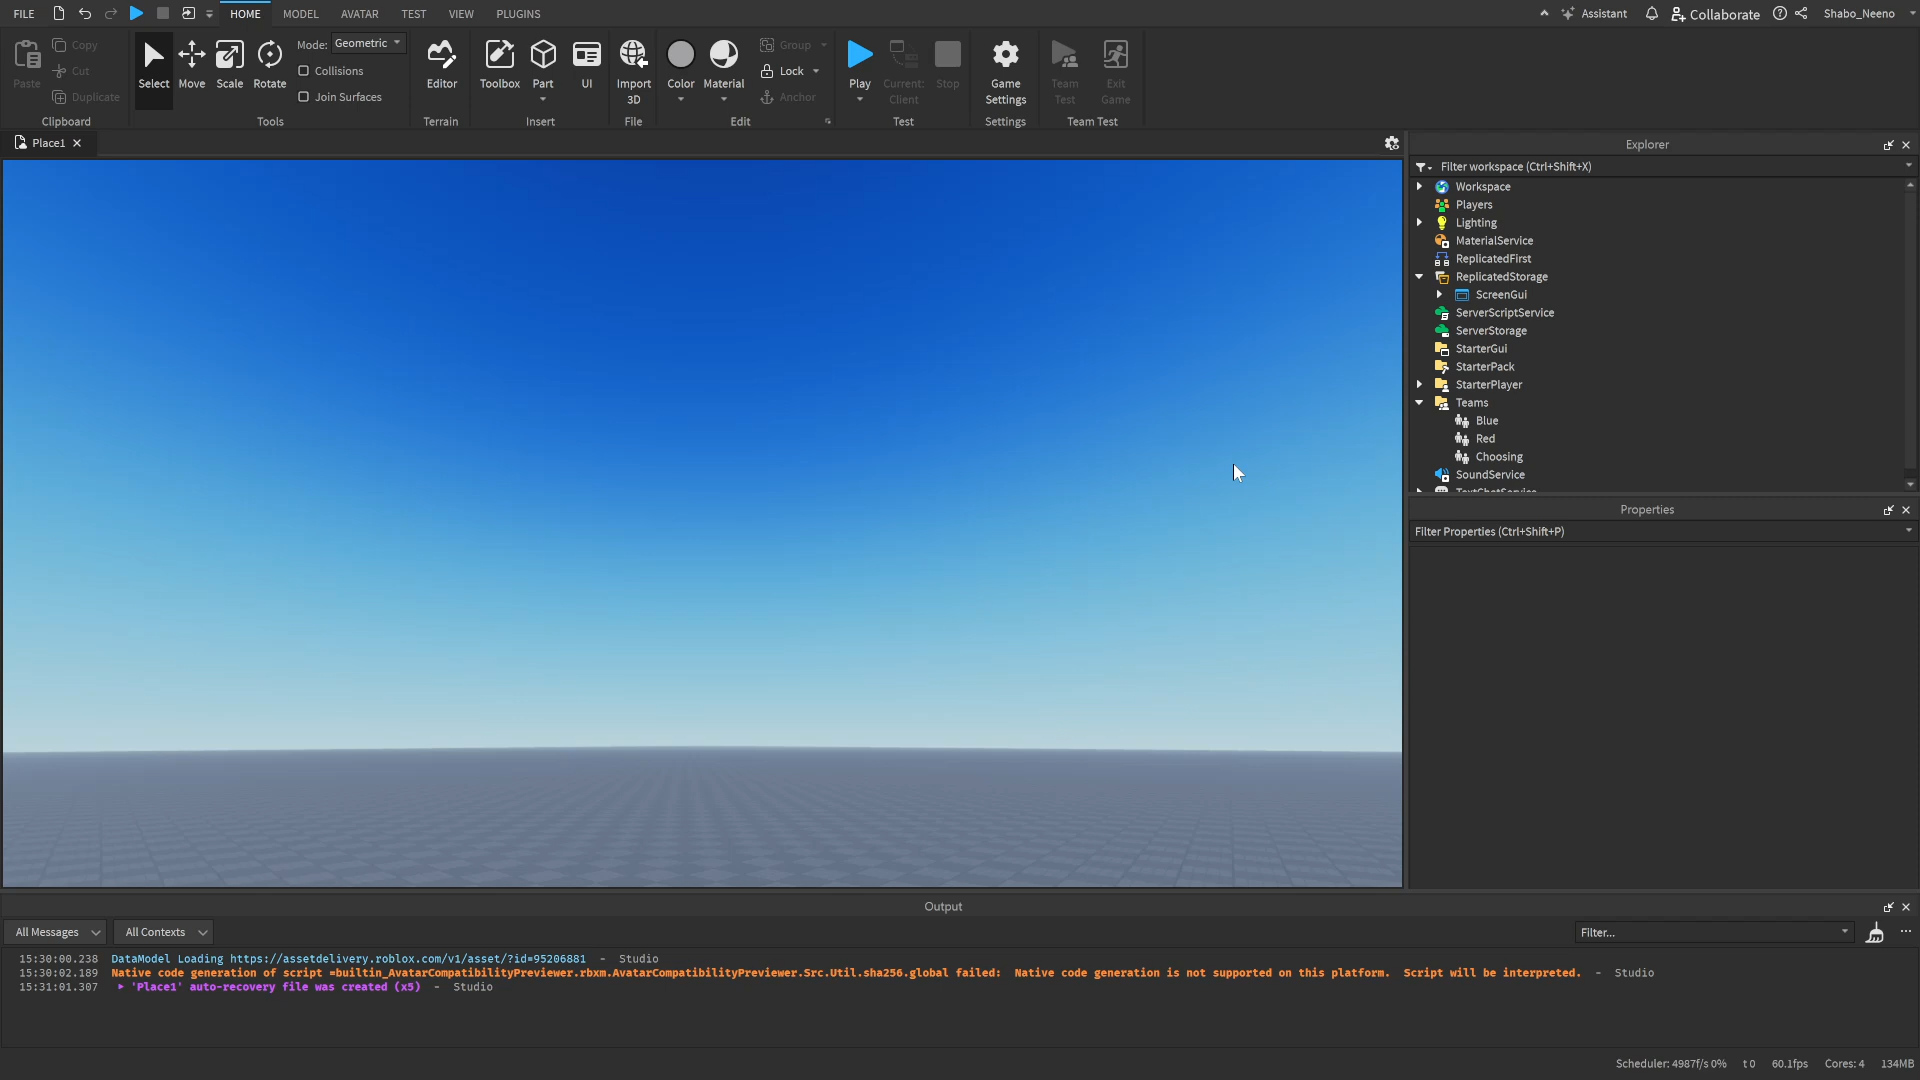 FILE HOME MODEL AVATAR TEST VIEW PLUGINS Assistant Collaborate Shabo_Neeno
Paste Copy Cut Duplicate
Clipboard
Select Move Scale Rotate
Mode: Geometric
Collisions
Join Surfaces
Tools
Editor
Terrain
Toolbox Part UI
Insert
Import
3D
File
Color Material Group Lock Anchor
Edit
Play Current:
Client Stop
Test
Game
Settings
Settings
Team
Test Exit
Game
Team Test
Place1
Explorer
Filter workspace (Ctrl+Shift+X)
Workspace
Players
Lighting
MaterialService
ReplicatedFirst
ReplicatedStorage
ScreenGui
ServerScriptService
ServerStorage
StarterGui
StarterPack
StarterPlayer
Teams
Blue
Red
Choosing
SoundService
TextChatService
Properties
Filter Properties (Ctrl+Shift+P)
Output
All Messages All Contexts Filter...
15:30:00.238 DataModel Loading https://assetdelivery.roblox.com/v1/asset/?id=95206881 - Studio
15:30:02.189 Native code generation of script =builtin_AvatarCompatibilityPreviewer.rbxm.AvatarCompatibilityPreviewer.Src.Util.sha256.global failed: Native code generation is not supported on this platform. Script will be interpreted. - Studio
15:31:01.307 'Place1' auto-recovery file was created (x5) - Studio
Scheduler: 4987f/s 0% t 0 60.1fps Cores: 4 134MB